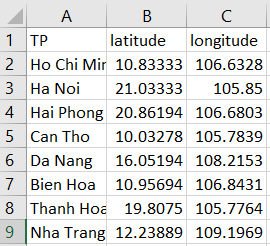 A B C
1 TP latitude longitude
2 Ho Chi Mir 10.83333 106.6328
3 Ha Noi 21.03333 105.85
4 Hai Phong 20.86194 106.6803
5 Can Tho 10.03278 105.7839
6 Da Nang 16.05194 108.2153
7 Bien Hoa 10.95694 106.8431
8 Thanh Hoa 19.8075 105.7764
9 Nha Trang 12.23889 109.1969